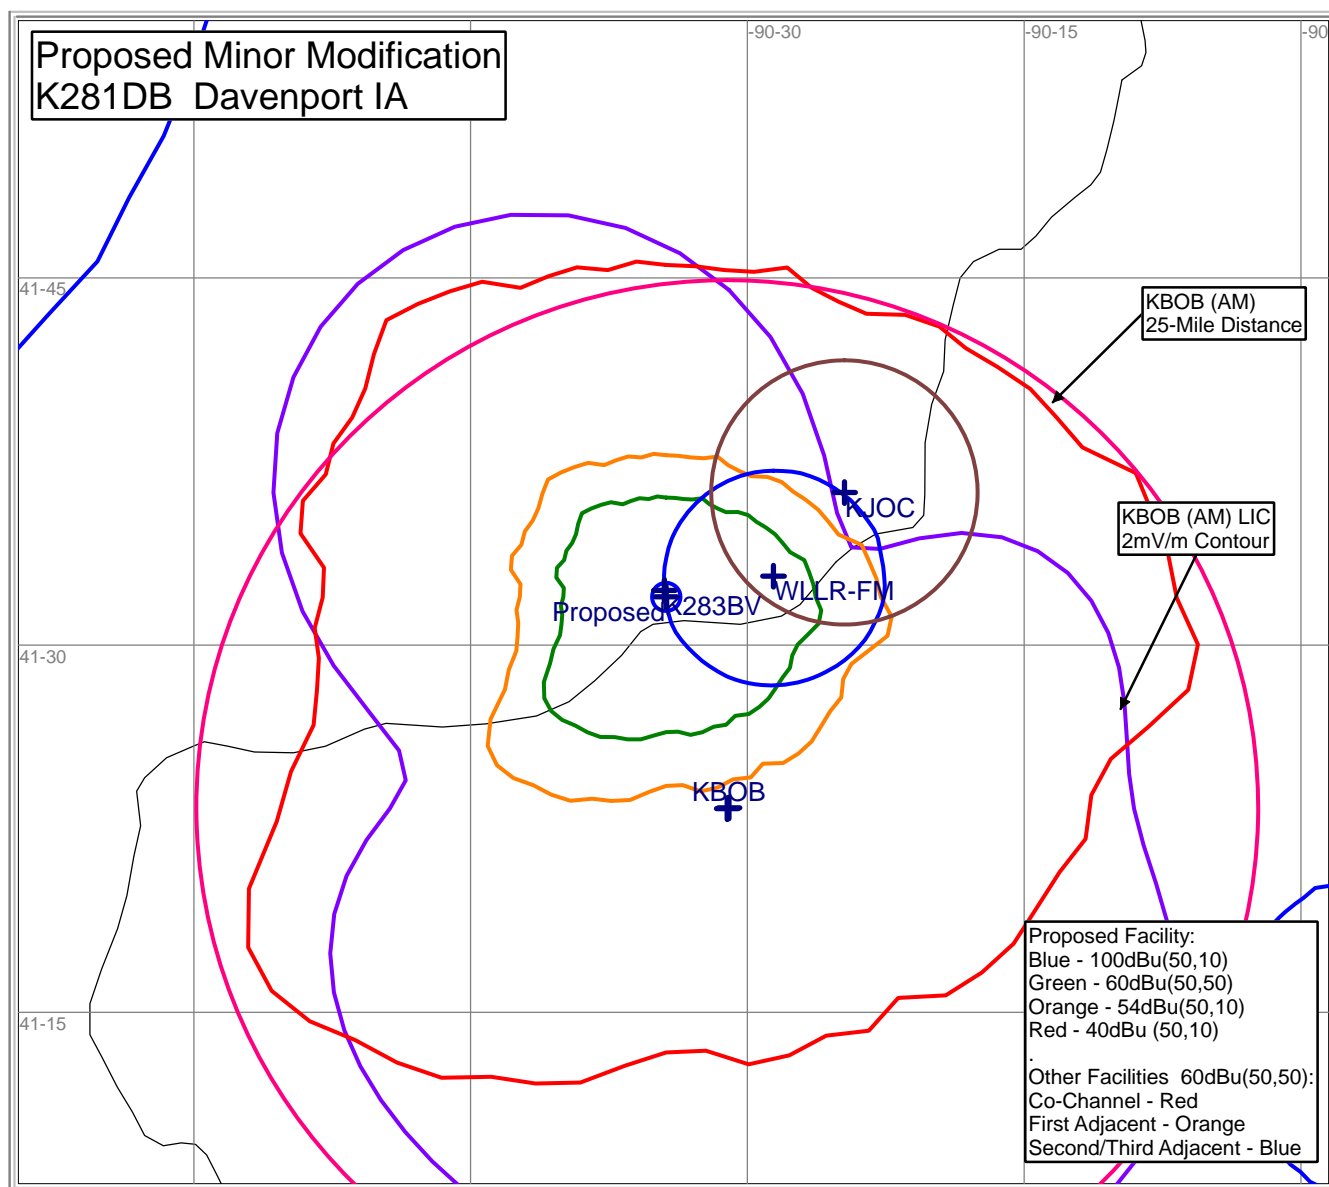 -90-30
-90-15
-90
Proposed Minor Modification
K281DB  Davenport IA
41-45
KBOB (AM)
25-Mile Distance
KJOC
KBOB (AM) LIC
2mV/m Contour
WLLR-FM
K283BV
Proposed
41-30
KBOB
Proposed Facility:
Blue - 100dBu(50,10)
Green - 60dBu(50,50)
Orange - 54dBu(50,10)
Red - 40dBu (50,10)
.
Other Facilities  60dBu(50,50):
Co-Channel - Red
First Adjacent - Orange
Second/Third Adjacent - Blue
41-15